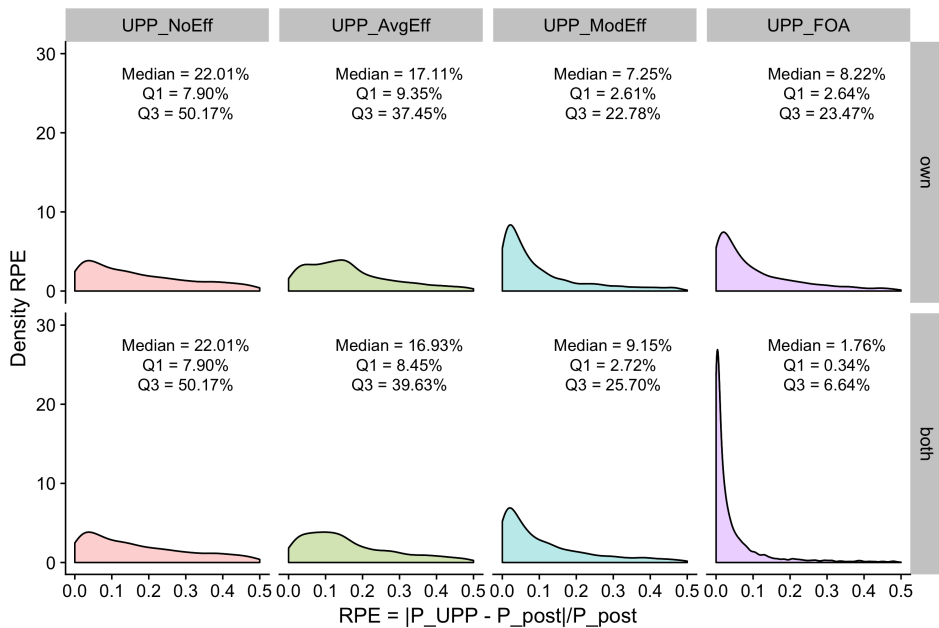 UPP_NoEff UPP_AvgEff UPP_ModEff UPP_FOA
30
Median = 22.01% Median = 17.11% Median = 7.25% Median = 8.22%
Q1 = 7.90% Q1 = 9.35% Q1 = 2.61% Q1 = 2.64%
Q3 = 50.17% Q3 = 37.45% Q3 = 22.78% Q3 = 23.47%
20
own
10
0
Density RPE
30
Median = 22.01% Median = 16.93% Median = 9.15% Median = 1.76%
Q1 = 7.90% Q1 = 8.45% Q1 = 2.72% Q1 = 0.34%
Q3 = 50.17% Q3 = 39.63% Q3 = 25.70% Q3 = 6.64%
20
both
10
0
0.0 0.1 0.2 0.3 0.4 0.5 0.0 0.1 0.2 0.3 0.4 0.5 0.0 0.1 0.2 0.3 0.4 0.5 0.0 0.1 0.2 0.3 0.4 0.5
RPE = |P_UPP - P_post|/P_post